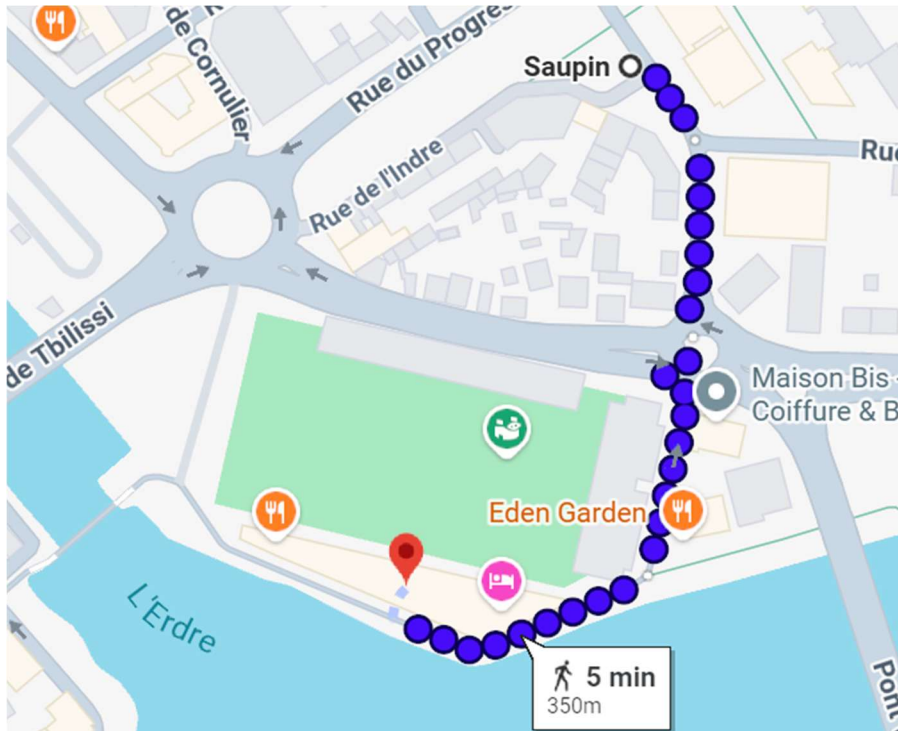 de Cornulier
Rue du Progres
Saupin
Rue de l'Indre
Rue
de Tbilissi
Maison Bis -
Coiffure & B
Eden Garden
L'Erdre
5 min
350m
Pont